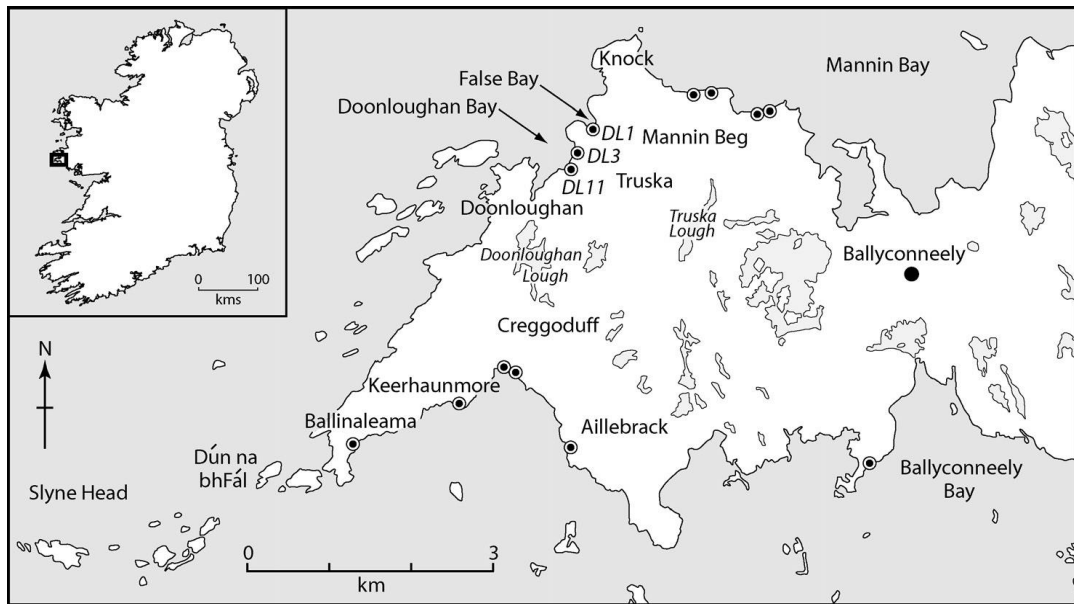 Knock
Mannin Bay
False Bay
Doonloughan Bay
DL1
Mannin Beg
DL3
DL11
Truska
Doonloughan
Truska
Lough
Doonloughan
Lough
Ballyconneely
0 100
kms
Creggoduff
N
Keerhaunmore
Ballinaleama
Aillebrack
Dún na
bhFál
Slyne Head
Ballyconneely
Bay
0 3
km